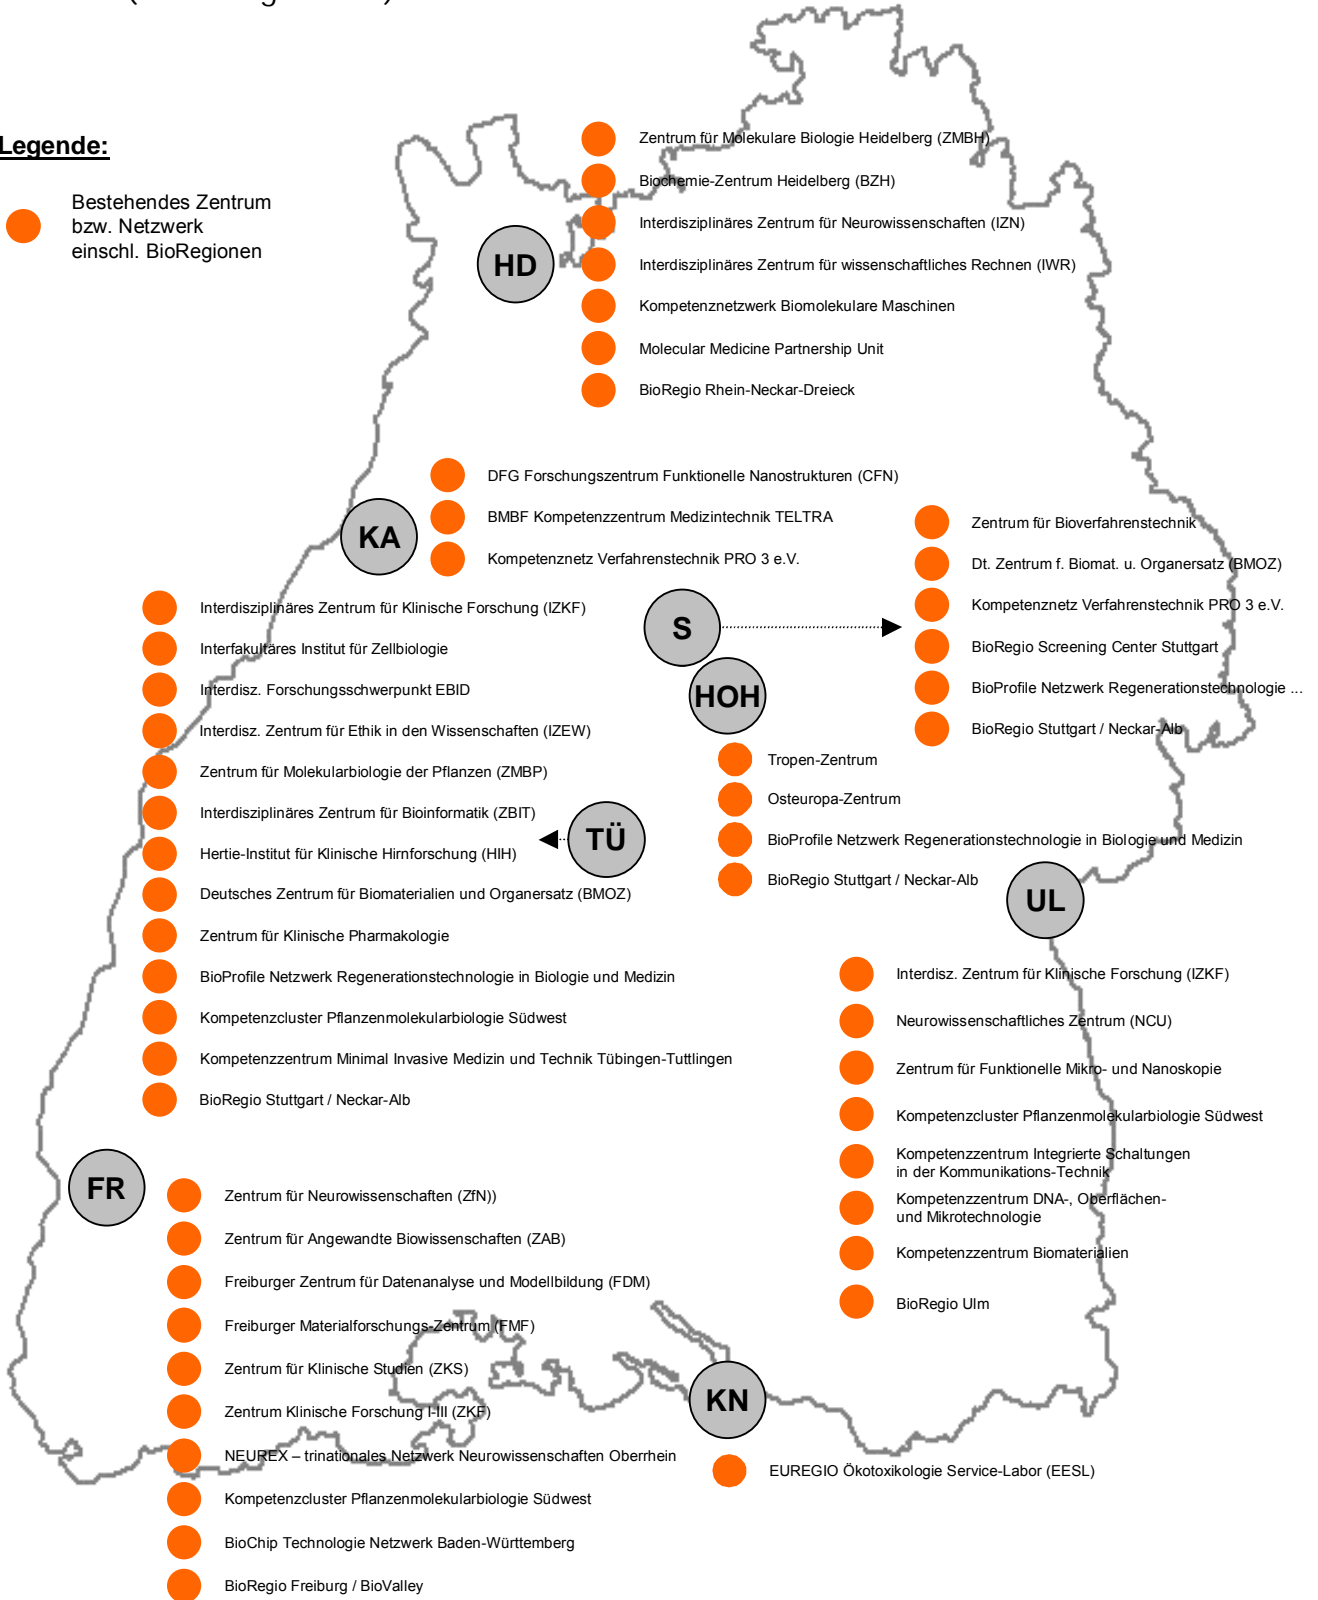 Legende:
Bestehendes Zentrum
bzw. Netzwerk
einschl. BioRegionen
HD
Zentrum für Molekulare Biologie Heidelberg (ZMBH)
Biochemie-Zentrum Heidelberg (BZH)
Interdisziplinäres Zentrum für Neurowissenschaften (IZN)
Interdisziplinäres Zentrum für wissenschaftliches Rechnen (IWR)
Kompetenznetzwerk Biomolekulare Maschinen
Molecular Medicine Partnership Unit
BioRegio Rhein-Neckar-Dreieck
KA
DFG Forschungszentrum Funktionelle Nanostrukturen (CFN)
BMBF Kompetenzzentrum Medizintechnik TELTRA
Kompetenznetz Verfahrenstechnik PRO 3 e.V.
S
Zentrum für Bioverfahrenstechnik
Dt. Zentrum f. Biomat. u. Organersatz (BMOZ)
Kompetenznetz Verfahrenstechnik PRO 3 e.V.
BioRegio Screening Center Stuttgart
BioProfile Netzwerk Regenerationstechnologie ...
BioRegio Stuttgart / Neckar-Alb
HOH
Tropen-Zentrum
Osteuropa-Zentrum
BioProfile Netzwerk Regenerationstechnologie in Biologie und Medizin
BioRegio Stuttgart / Neckar-Alb
TÜ
Interdisziplinäres Zentrum für Klinische Forschung (IZKF)
Interfakultäres Institut für Zellbiologie
Interdisz. Forschungsschwerpunkt EBID
Interdisz. Zentrum für Ethik in den Wissenschaften (IZEW)
Zentrum für Molekularbiologie der Pflanzen (ZMBP)
Interdisziplinäres Zentrum für Bioinformatik (ZBIT)
Hertie-Institut für Klinische Hirnforschung (HIH)
Deutsches Zentrum für Biomaterialien und Organersatz (BMOZ)
Zentrum für Klinische Pharmakologie
BioProfile Netzwerk Regenerationstechnologie in Biologie und Medizin
Kompetenzcluster Pflanzenmolekularbiologie Südwest
Kompetenzzentrum Minimal Invasive Medizin und Technik Tübingen-Tuttlingen
BioRegio Stuttgart / Neckar-Alb
UL
Interdisz. Zentrum für Klinische Forschung (IZKF)
Neurowissenschaftliches Zentrum (NCU)
Zentrum für Funktionelle Mikro- und Nanoskopie
Kompetenzcluster Pflanzenmolekularbiologie Südwest
Kompetenzzentrum Integrierte Schaltungen
in der Kommunikations-Technik
Kompetenzzentrum DNA-, Oberflächen-
und Mikrotechnologie
Kompetenzzentrum Biomaterialien
BioRegio Ulm
FR
Zentrum für Neurowissenschaften (ZfN))
Zentrum für Angewandte Biowissenschaften (ZAB)
Freiburger Zentrum für Datenanalyse und Modellbildung (FDM)
Freiburger Materialforschungs-Zentrum (FMF)
Zentrum für Klinische Studien (ZKS)
Zentrum Klinische Forschung I-III (ZKF)
NEUREX – trinationales Netzwerk Neurowissenschaften Oberrhein
Kompetenzcluster Pflanzenmolekularbiologie Südwest
BioChip Technologie Netzwerk Baden-Württemberg
BioRegio Freiburg / BioValley
KN
EUREGIO Ökotoxikologie Service-Labor (EESL)